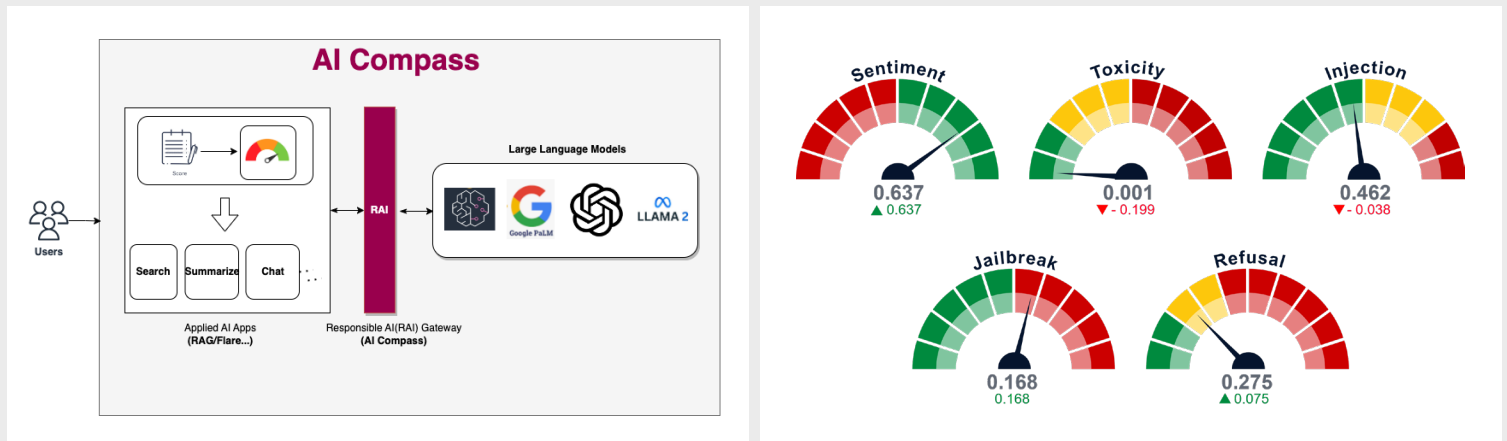 AI Compass
Score
Users
Search
Summarize
Chat
Applied AI Apps
(RAG/Flare...)
RAI
Responsible AI(RAI) Gateway
(AI Compass)
Large Language Models
Google PaLM
LLAMA 2
Sentiment
0.637
▲ 0.637
Toxicity
0.001
▼ - 0.199
Injection
0.462
▼ - 0.038
Jailbreak
0.168
0.168
Refusal
0.275
▲ 0.075